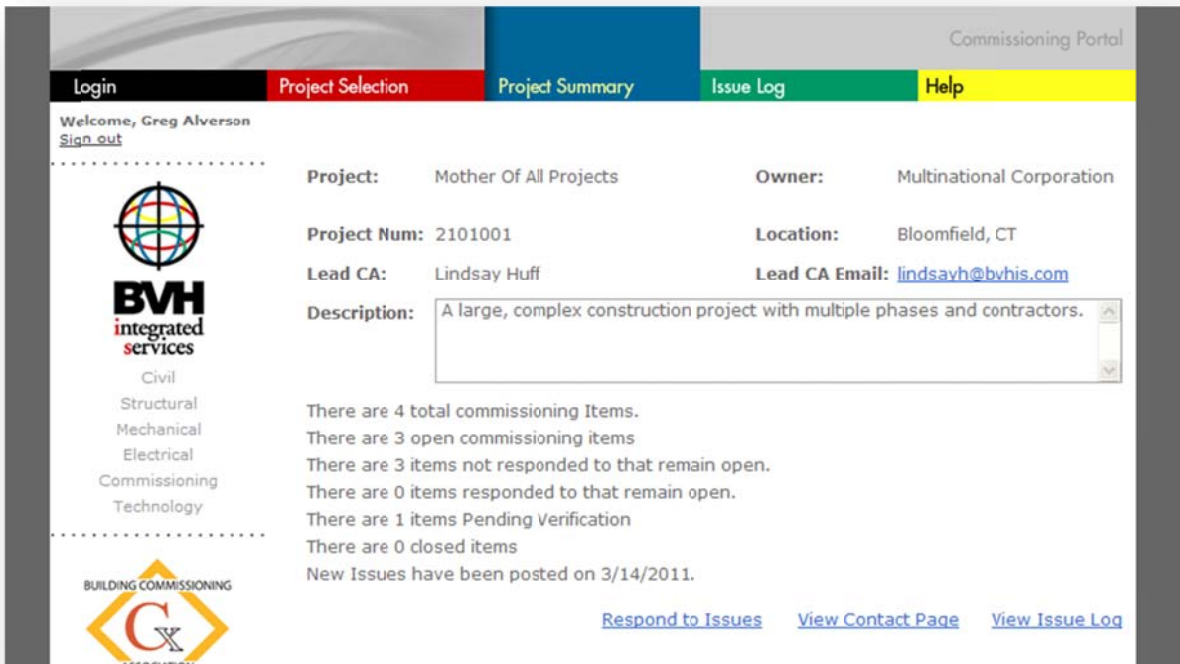 Commissioning Portal
Login Project Selection Project Summary Issue Log Help
Welcome, Greg Alverson
Sign out
Project: Mother Of All Projects Owner: Multinational Corporation
Project Num: 2101001 Location: Bloomfield, CT
Lead CA: Lindsay Huff Lead CA Email: lindsayh@bvhis.com
Description: A large, complex construction project with multiple phases and contractors.
BVH
integrated
services
Civil
Structural
Mechanical
Electrical
Commissioning
Technology
There are 4 total commissioning Items.
There are 3 open commissioning items
There are 3 items not responded to that remain open.
There are 0 items responded to that remain open.
There are 1 items Pending Verification
There are 0 closed items
New Issues have been posted on 3/14/2011.
Respond to Issues View Contact Page View Issue Log
BUILDING COMMISSIONING
Cx
ASSOCIATION